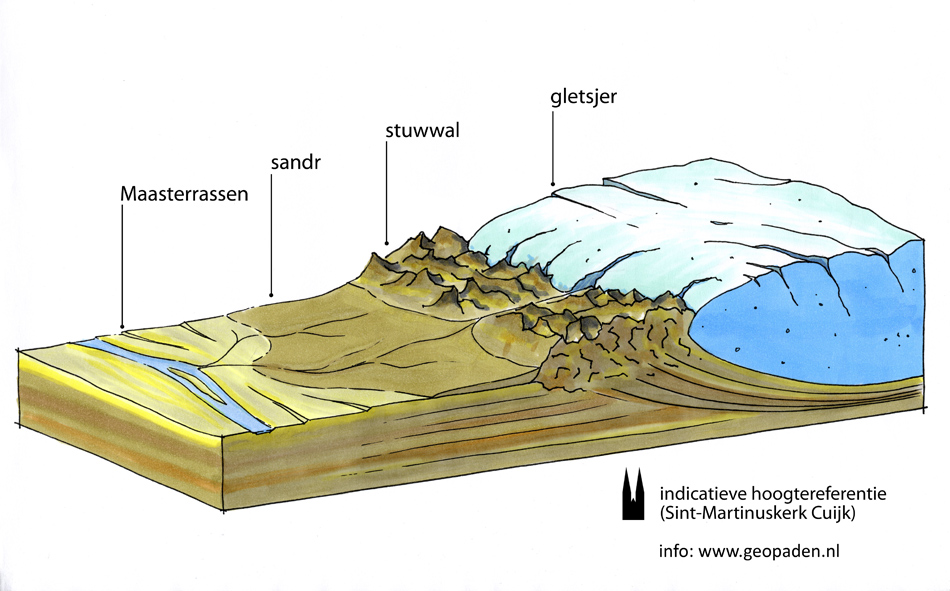 gletsjer
stuwwal
sandr
Maasterrassen
indicatieve hoogtereferentie
(Sint-Martinuskerk Cuijk)
info: www.geopaden.nl